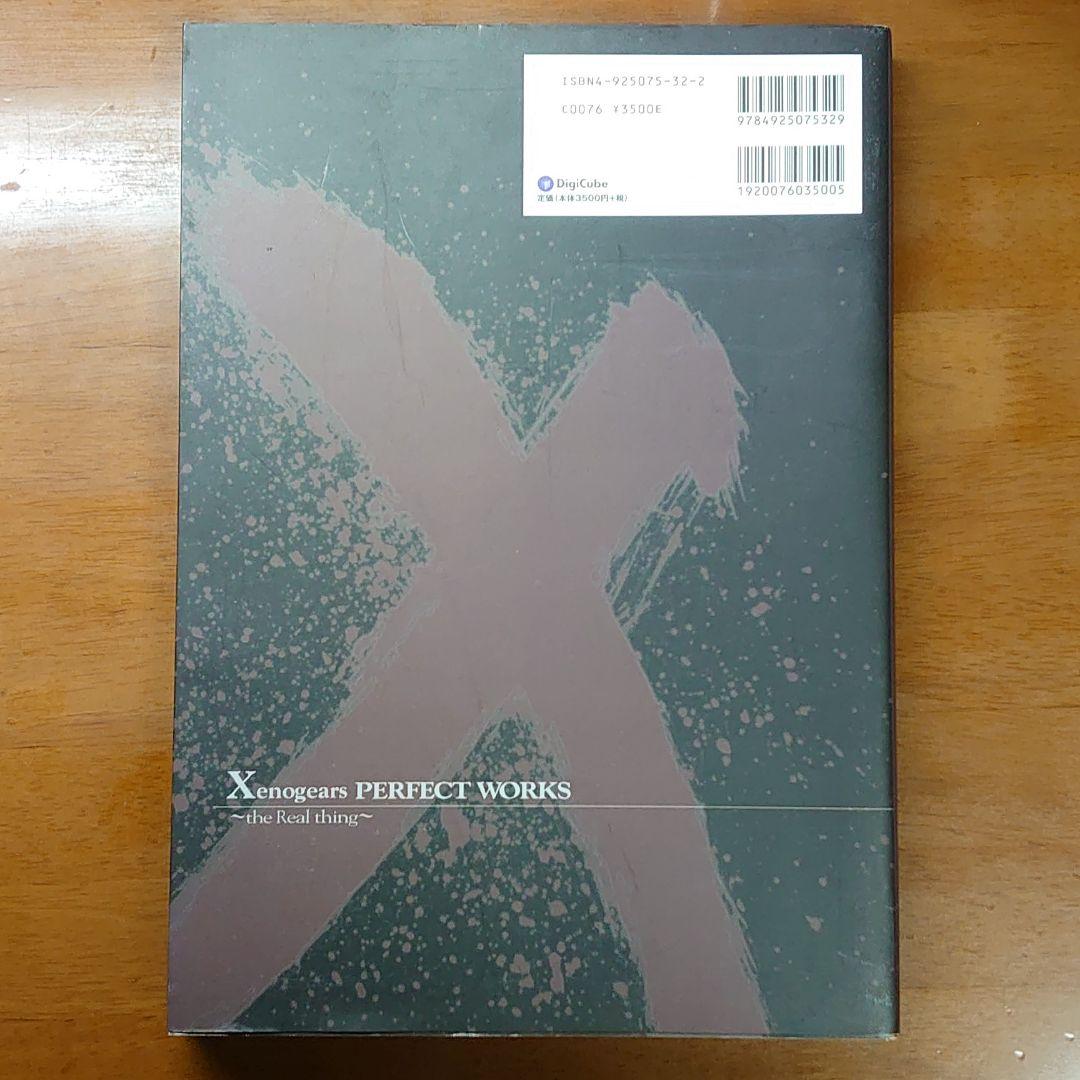 ISBN4-925075-32-2
C0076 ¥3500E
9784925075329
DigiCube
定価(本体3500円+税)
1920076035005
Xenogears PERFECT WORKS
~the Real thing~